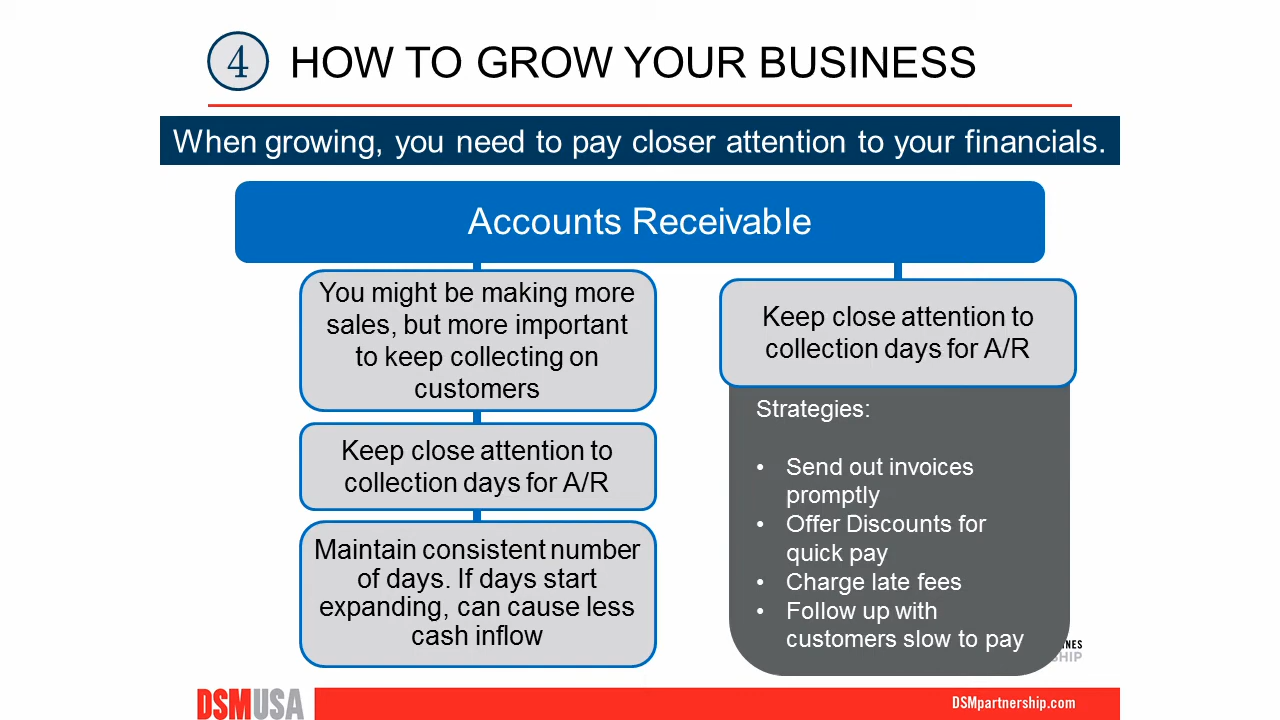 4 HOW TO GROW YOUR BUSINESS
When growing, you need to pay closer attention to your financials.
Accounts Receivable
You might be making more
sales, but more important
to keep collecting on
customers
Keep close attention to
collection days for A/R
Maintain consistent number
of days. If days start
expanding, can cause less
cash inflow
Keep close attention to
collection days for A/R
Strategies:
• Send out invoices
promptly
• Offer Discounts for
quick pay
• Charge late fees
• Follow up with
customers slow to pay
DSMUSA
DSMpartnership.com